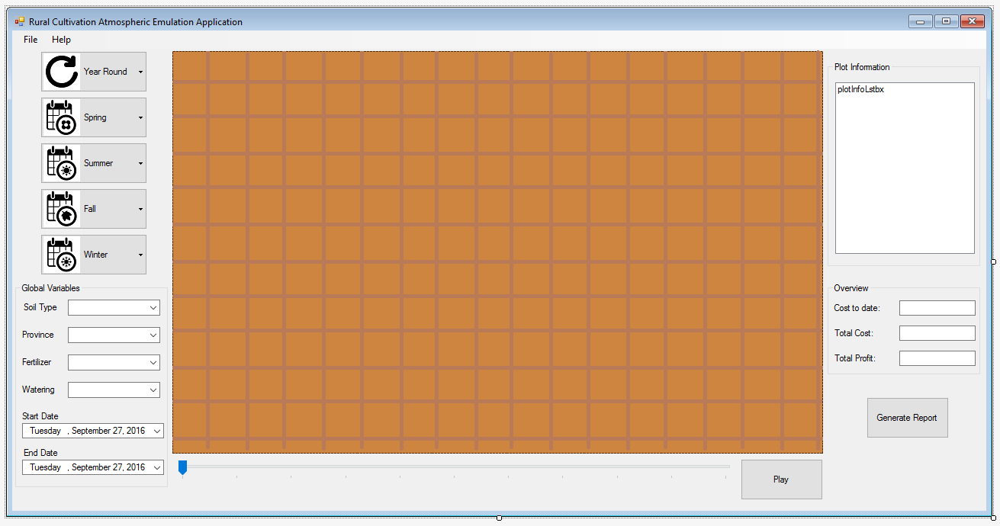 Rural Cultivation Atmospheric Emulation Application
File Help
Year Round
Spring
Summer
Fall
Winter
Global Variables
Soil Type
Province
Fertilizer
Watering
Start Date
Tuesday , September 27, 2016
End Date
Tuesday , September 27, 2016
Play
Plot Information
plotInfoLstbx
Overview
Cost to date:
Total Cost:
Total Profit:
Generate Report